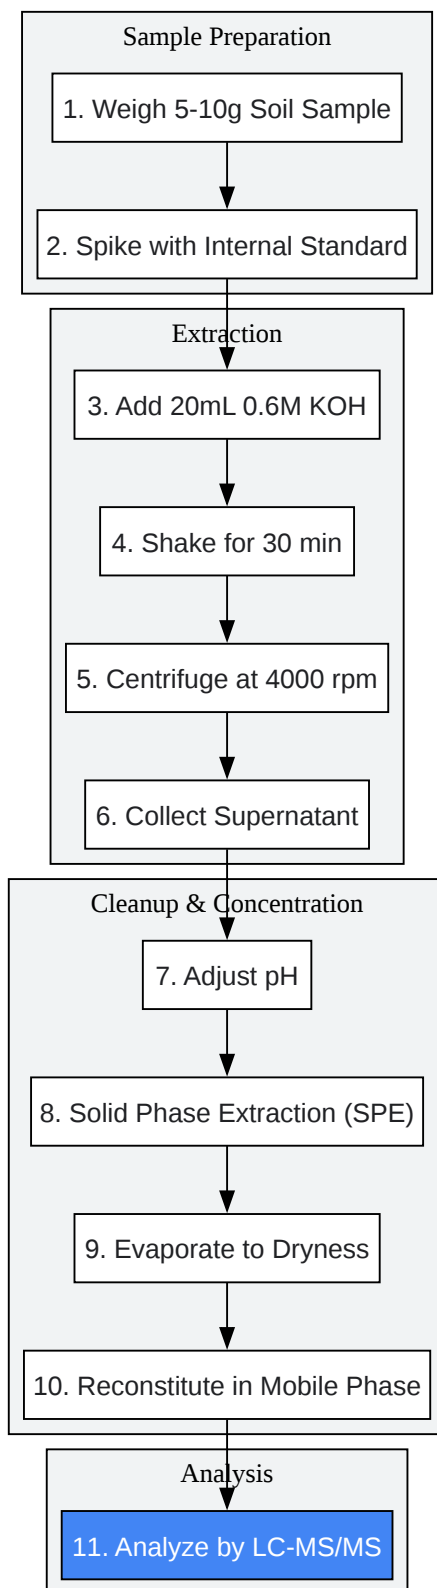 Sample Preparation
1. Weigh 5-10g Soil Sample
2. Spike with Internal Standard
Extraction
3. Add 20mL 0.6M KOH
4. Shake for 30 min
5. Centrifuge at 4000 rpm
6. Collect Supernatant
Cleanup & Concentration
7. Adjust pH
8. Solid Phase Extraction (SPE)
9. Evaporate to Dryness
10. Reconstitute in Mobile Phase
Analysis
11. Analyze by LC-MS/MS